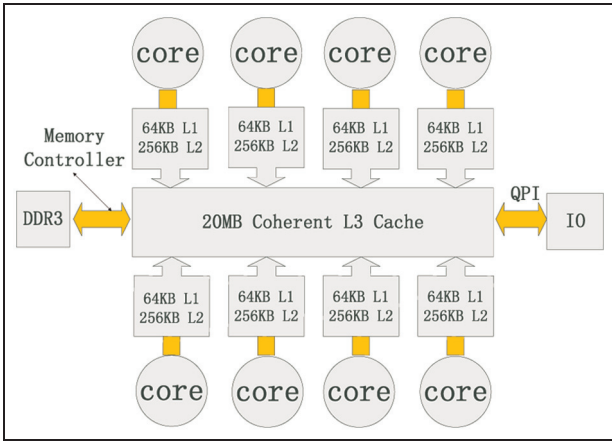 core core core core
64KB L1 64KB L1 64KB L1 64KB L1
256KB L2 256KB L2 256KB L2 256KB L2
Memory
Controller
DDR3
20MB Coherent L3 Cache
QPI
IO
64KB L1 64KB L1 64KB L1 64KB L1
256KB L2 256KB L2 256KB L2 256KB L2
core core core core